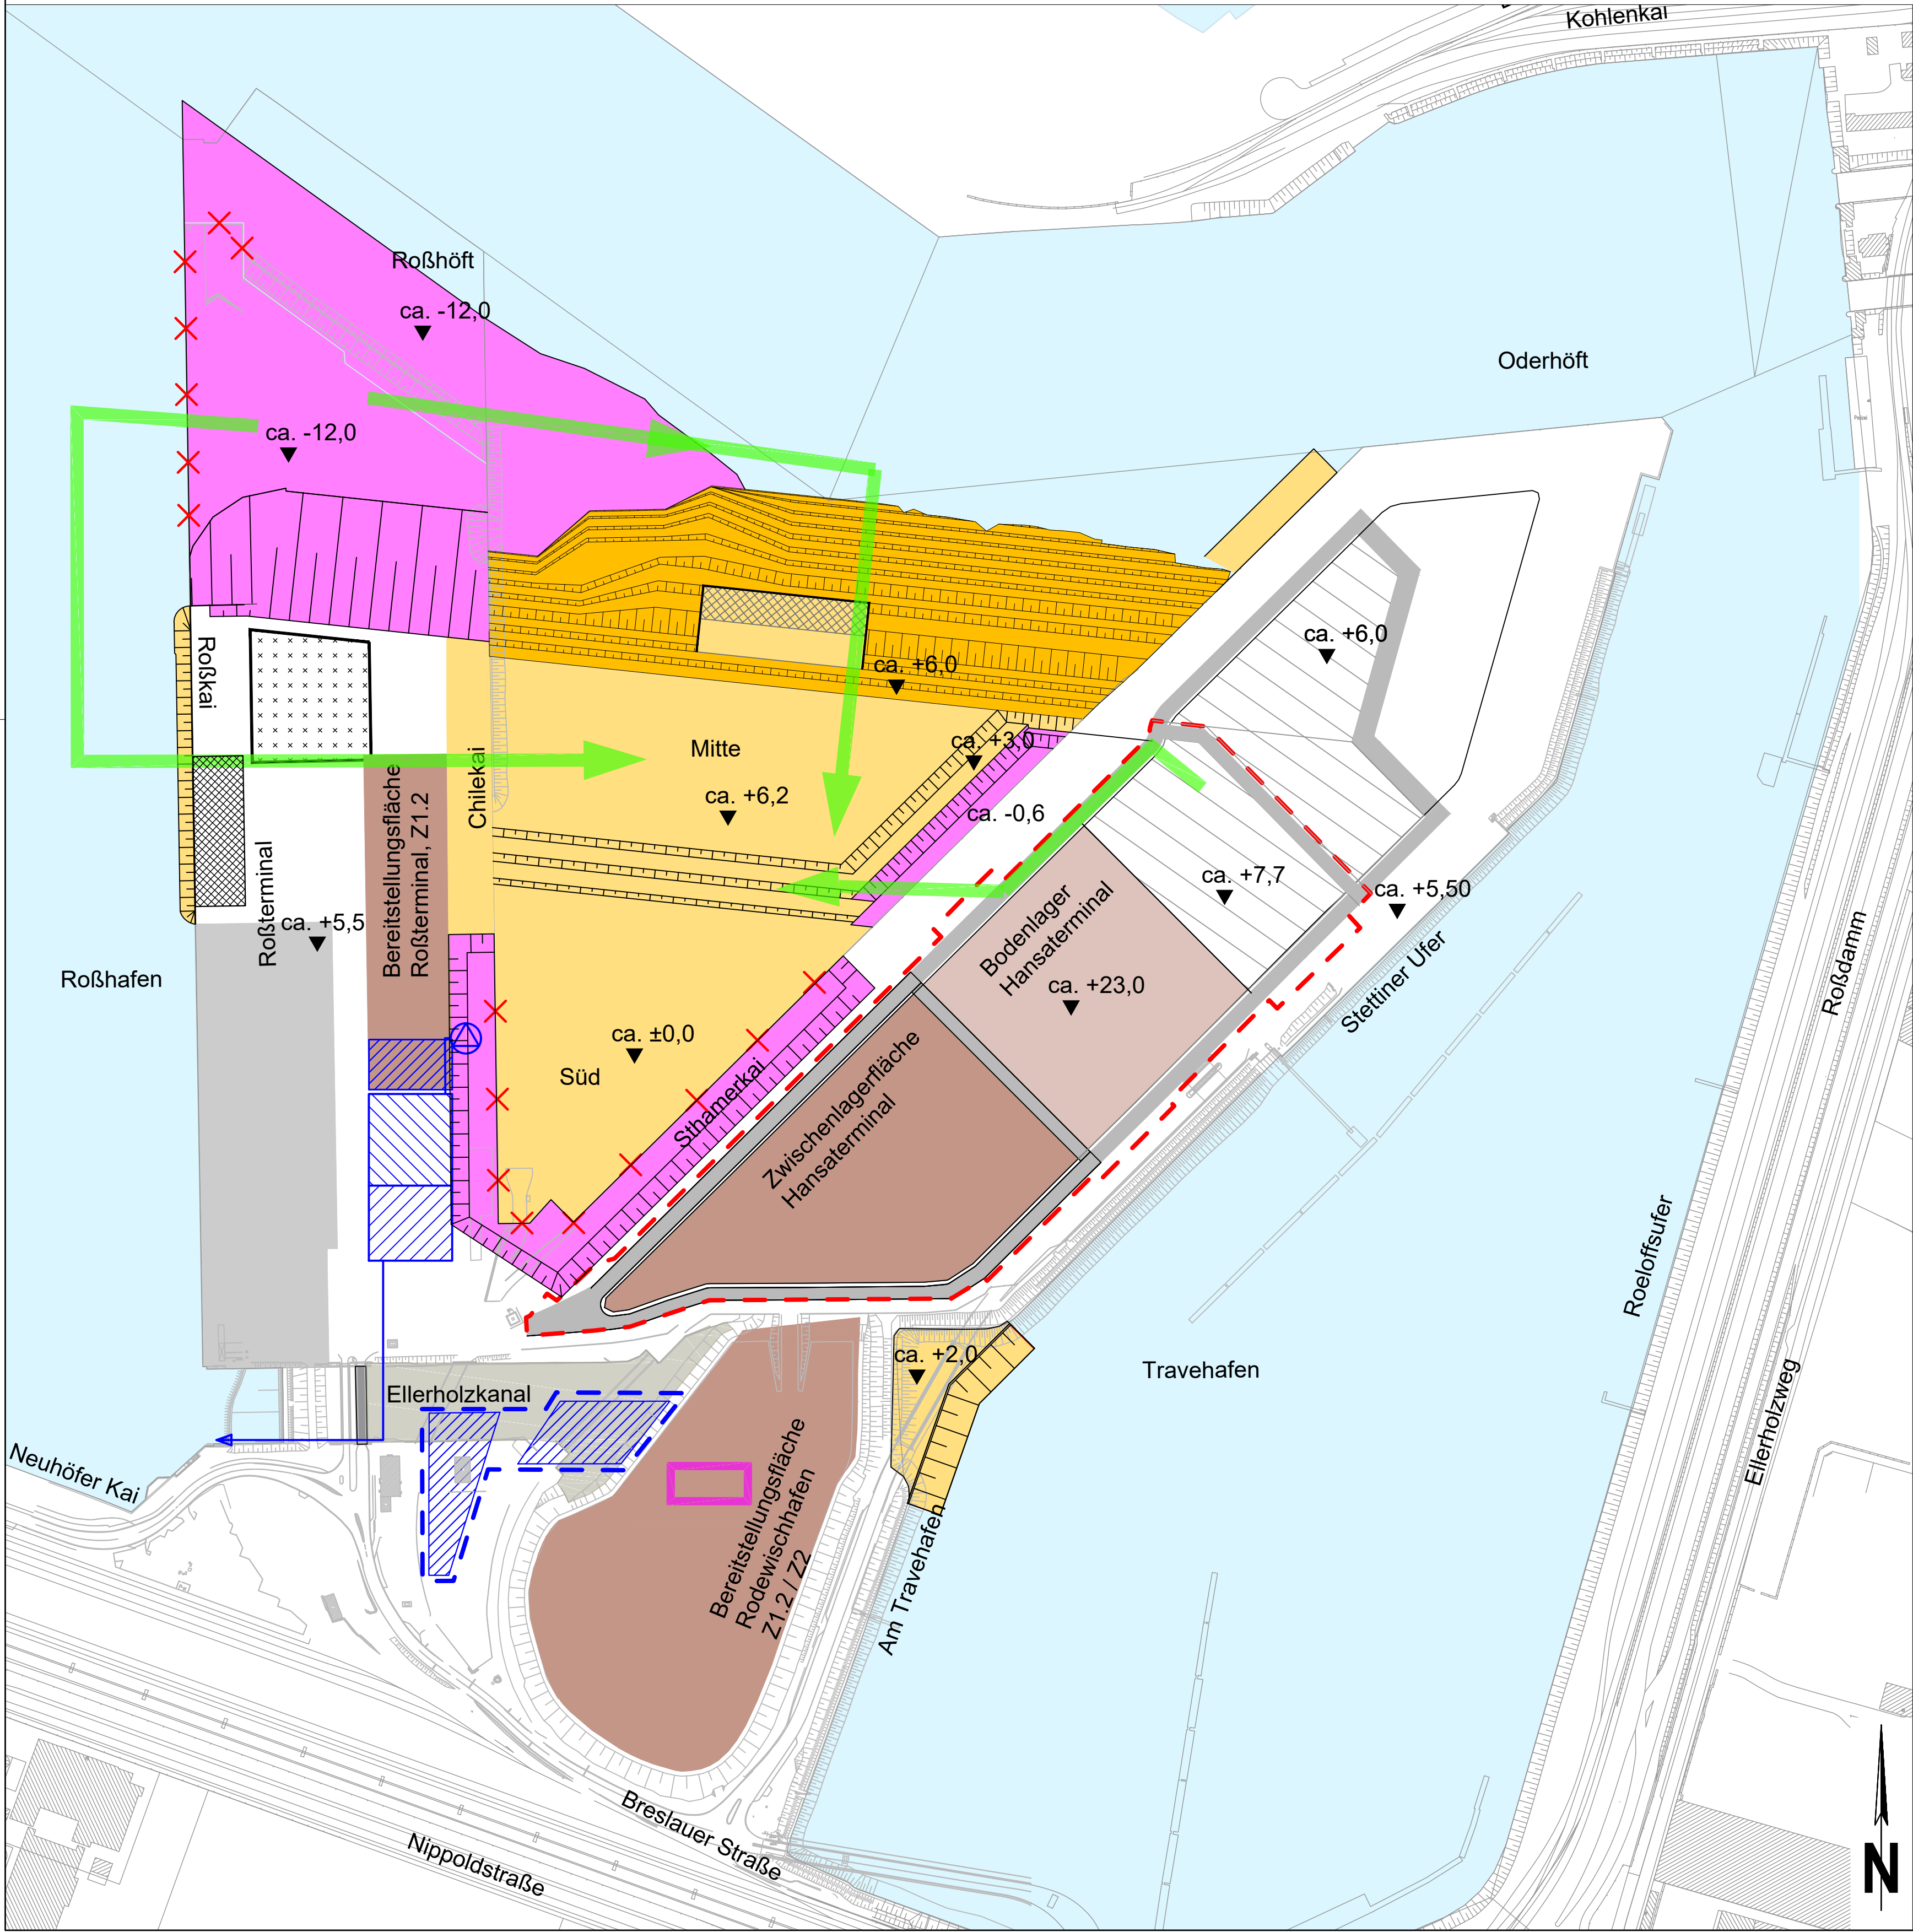 Kohlenkai
Roßhöft
ca. -12,0
Oderhöft
ca. -12,0
Roßkai
ca. +6,0
ca. +6,0
Mitte
ca. +3,0
ca. +6,2
Chilekai
Bereitstellungsfläche
Roßterminal, Z1.2
ca. -0,6
Roßterminal
ca. +5,5
ca. +7,7
ca. +5,50
Bodenlager
Hansaterminal
ca. +23,0
Stettiner Ufer
Roßdamm
Roßhafen
ca. ±0,0
Süd
Sthamerkai
Zwischenlagerfläche
Hansaterminal
Roeloffsufer
ca. +2,0
Travehafen
Ellerholzkanal
Ellerholzweg
Neuhöfer Kai
Bereitstellungsfläche
Rodewischhafen
Z1.2 / Z2
Am Travehafen
Breslauer Straße
Nippoldstraße
N